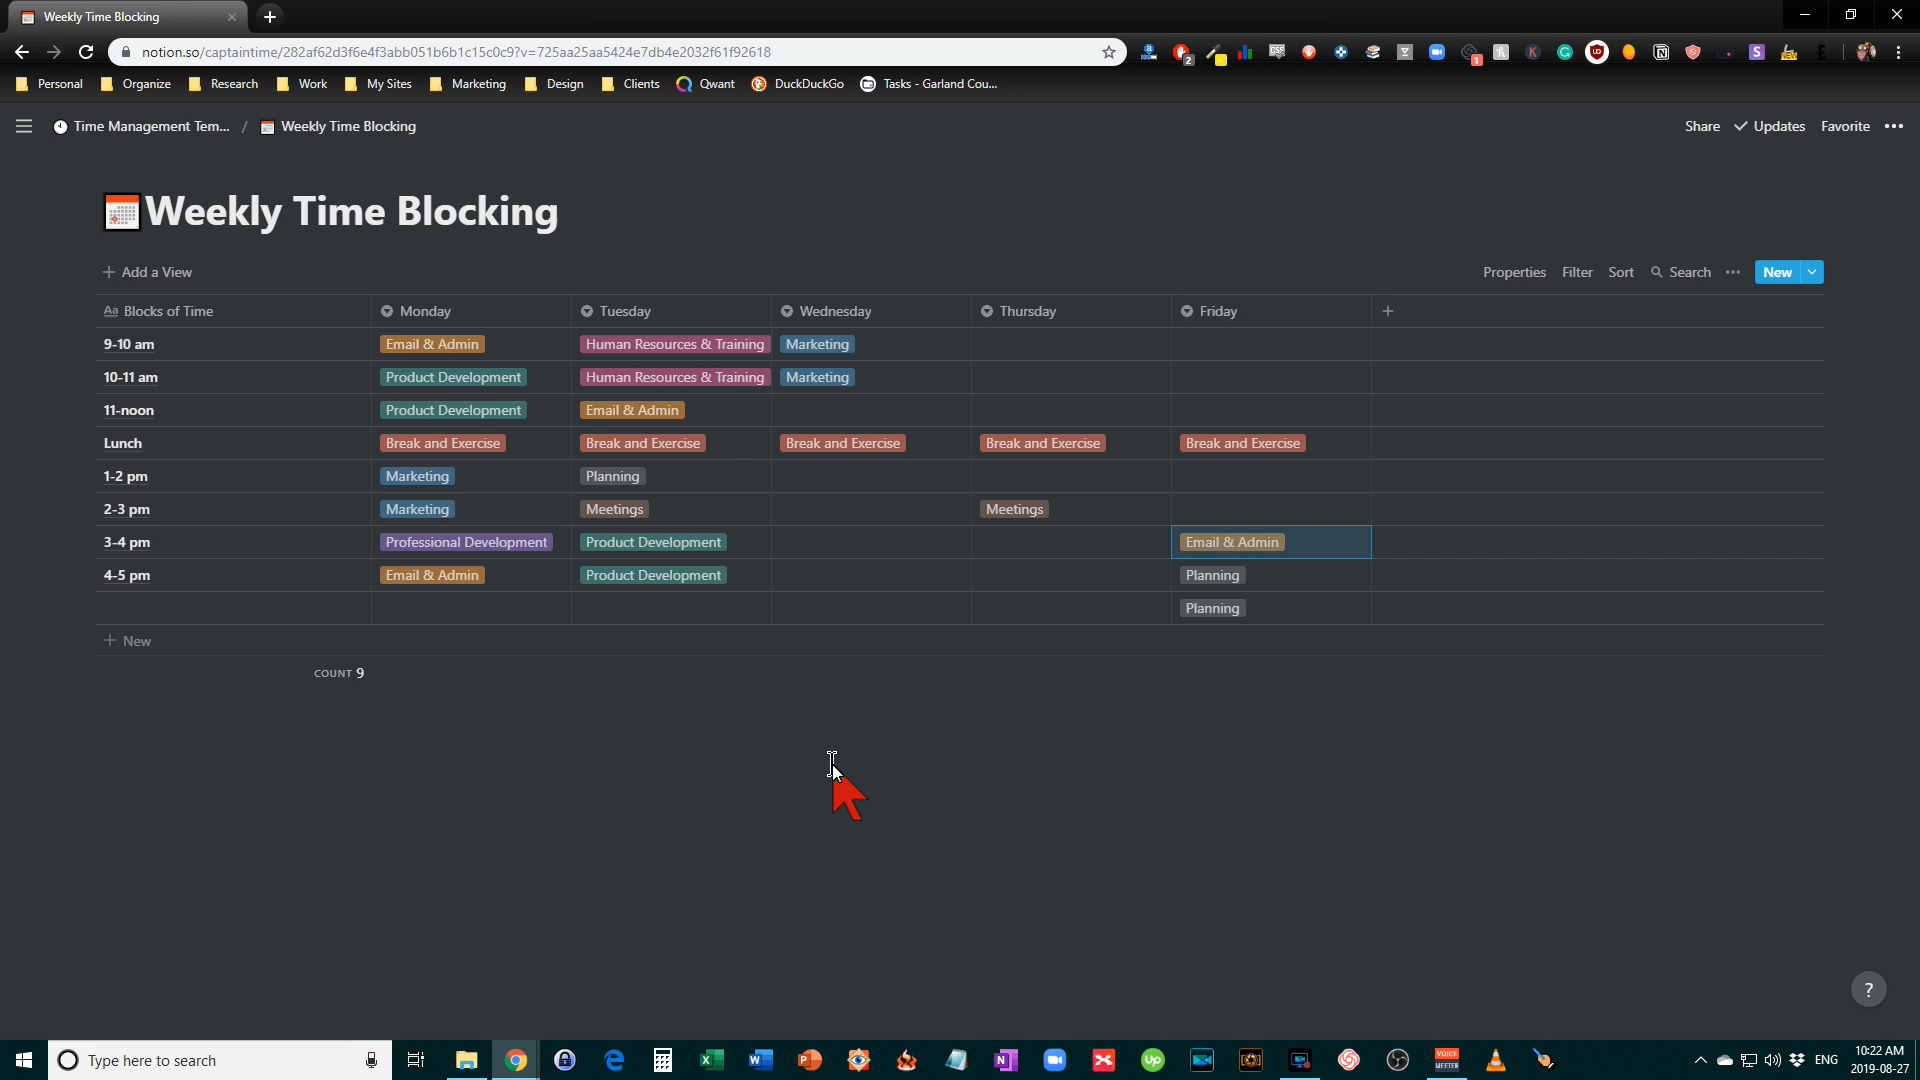 Weekly Time Blocking
notion.so/captaintime/282af62d3f6e4f3abb051b6b1c15c0c9?v=725aa25aa5424e7db4e2032f61f92618
Personal Organize Research Work My Sites Marketing Design Clients Qwant DuckDuckGo Tasks - Garland Cou...
Time Management Tem... / Weekly Time Blocking Share Updates Favorite
Weekly Time Blocking
+ Add a View Properties Filter Sort Search New
Aa Blocks of Time Monday Tuesday Wednesday Thursday Friday +
9-10 am Email & Admin Human Resources & Training Marketing
10-11 am Product Development Human Resources & Training Marketing
11-noon Product Development Email & Admin
Lunch Break and Exercise Break and Exercise Break and Exercise Break and Exercise Break and Exercise
1-2 pm Marketing Planning
2-3 pm Marketing Meetings Meetings
3-4 pm Professional Development Product Development Email & Admin
4-5 pm Email & Admin Product Development Planning
Planning
+ New
COUNT 9
?
Type here to search ENG 10:22 AM
2019-08-27